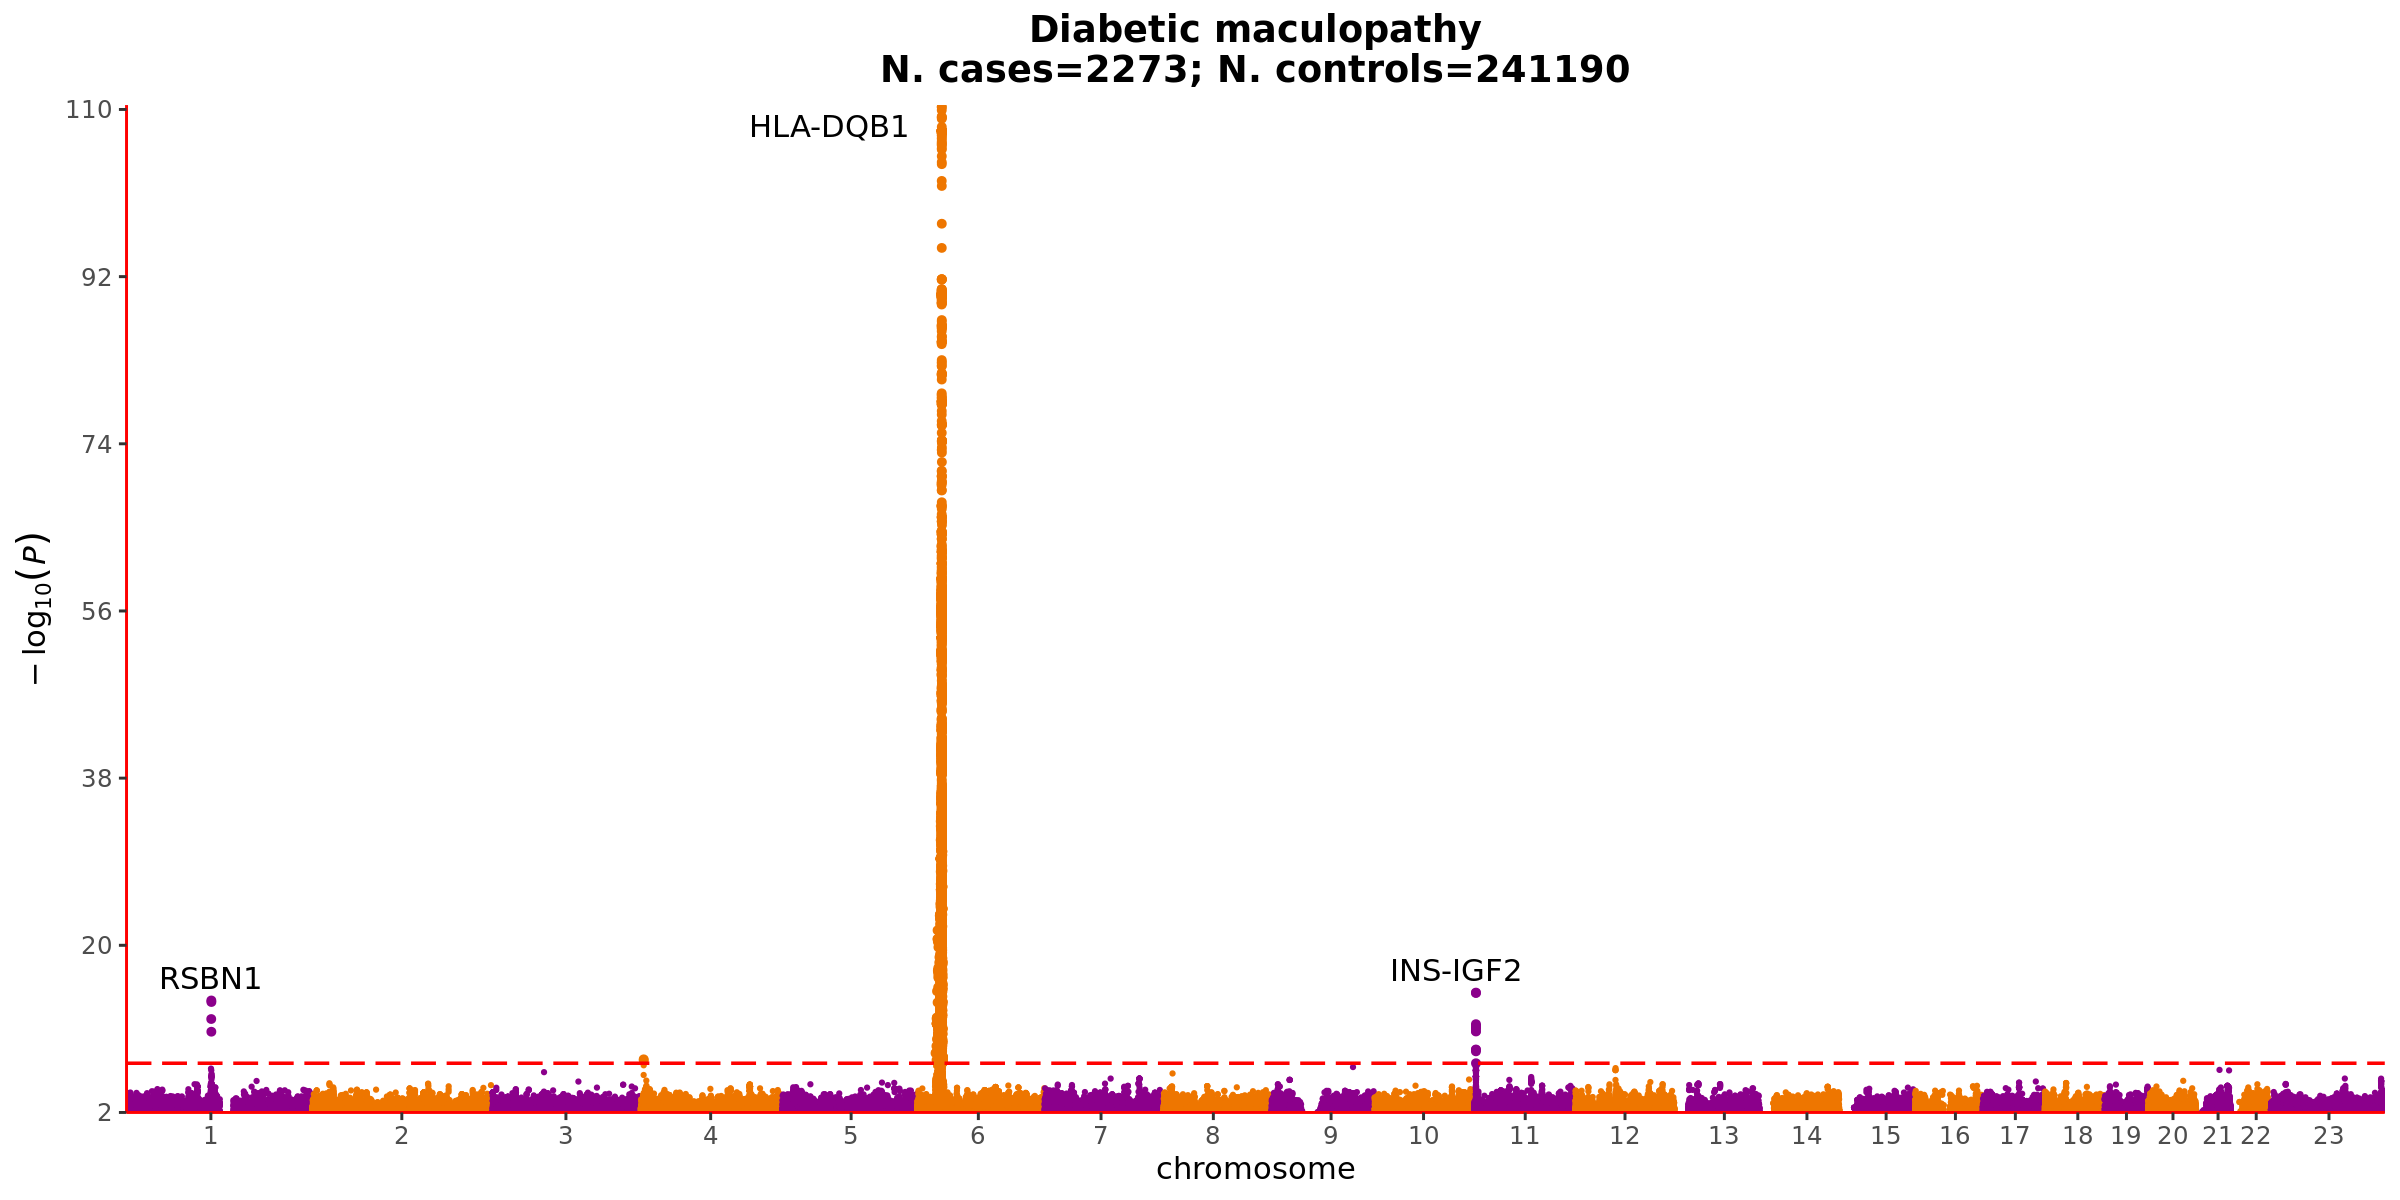 Diabetic maculopathy
N. cases=2273; N. controls=241190
110
HLA-DQB1
92
74
56
− log10(P)
38
20
RSBN1
INS-IGF2
2
1 2 3 4 5 6 7 8 9 10 11 12 13 14 15 16 17 18 19 20 21 22 23
chromosome